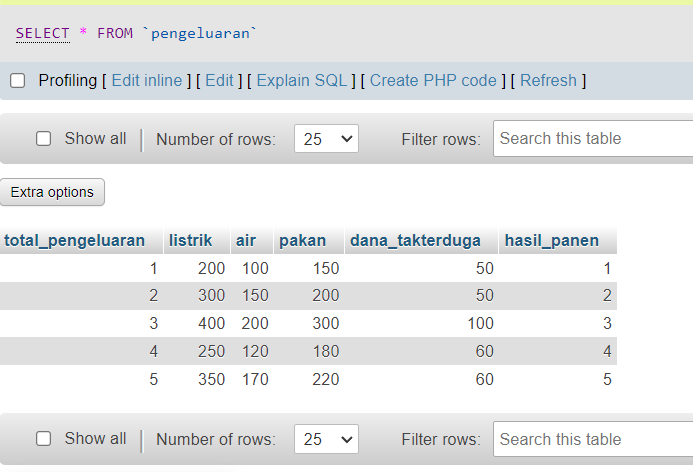 SELECT * FROM `pengeluaran`
Profiling [ Edit inline ] [ Edit ] [ Explain SQL ] [ Create PHP code ] [ Refresh ]
Show all | Number of rows: 25 Filter rows: Search this table
Extra options
total_pengeluaran listrik air pakan dana_takterduga hasil_panen
1 200 100 150 50 1
2 300 150 200 50 2
3 400 200 300 100 3
4 250 120 180 60 4
5 350 170 220 60 5
Show all | Number of rows: 25 Filter rows: Search this table